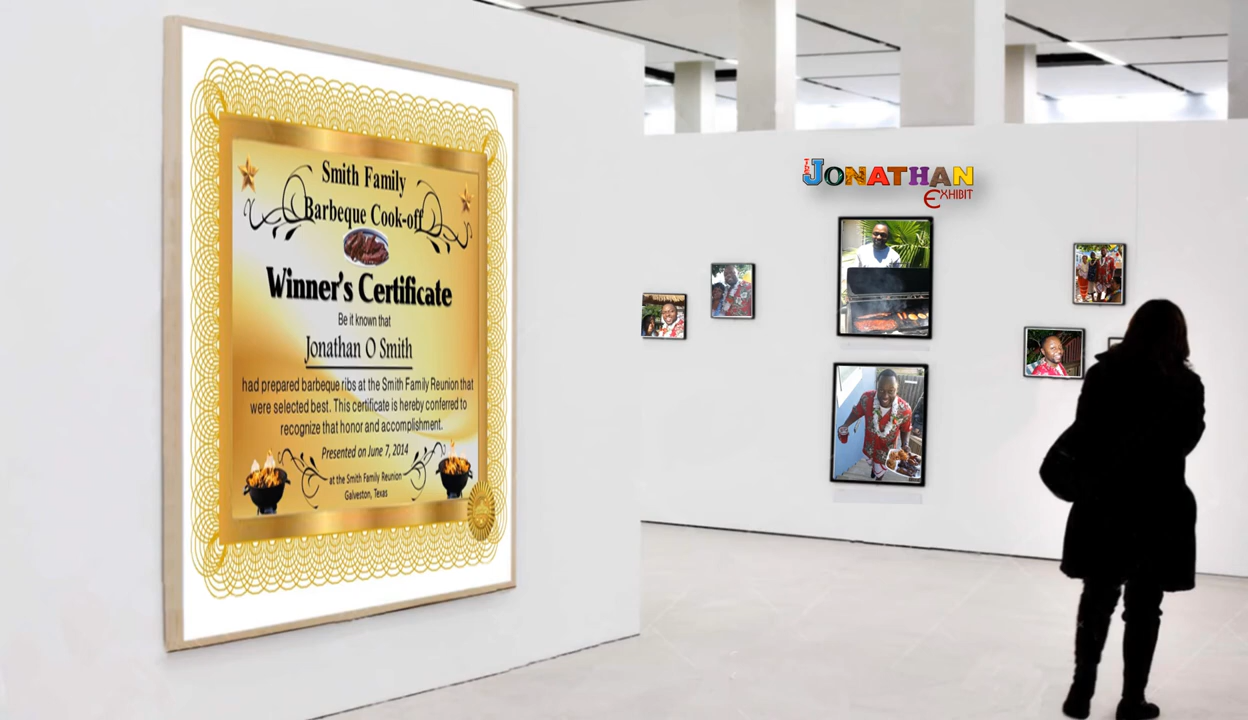 Smith Family
Barbeque Cook-off
Winner's Certificate
Be it known that
Jonathan O Smith
had prepared barbeque ribs at the Smith Family Reunion that
were selected best. This certificate is hereby conferred to
recognize that honor and accomplishment.
Presented on June 7, 2014
at the Smith Family Reunion
Galveston, Texas
THE JONATHAN
EXHIBIT